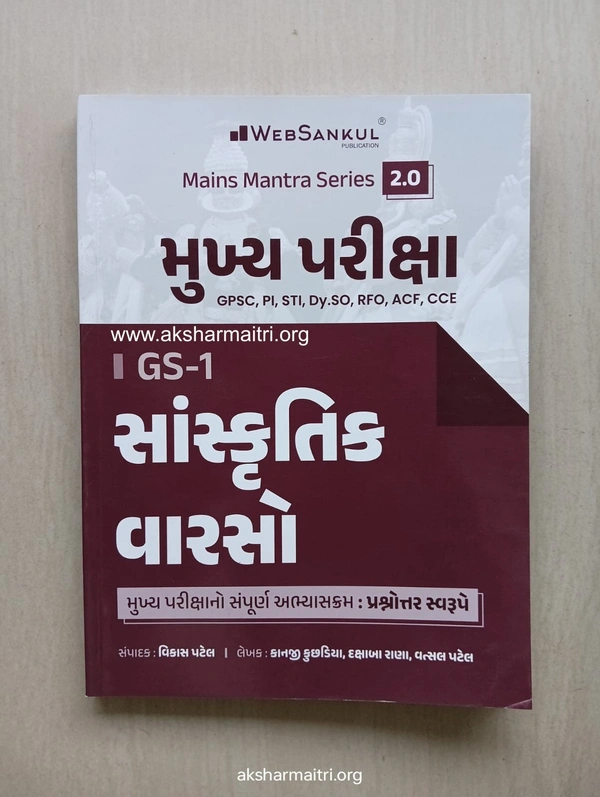 WEBSANKUL®
PUBLICATION
Mains Mantra Series 2.0
મુખ્ય પરીક્ષા
GPSC, PI, STI, Dy.SO, RFO, ACF, CCE
www.aksharmaitri.org
GS-1
સાંસ્કૃતિક
વારસો
મુખ્ય પરીક્ષાનો સંપૂર્ણ અભ્યાસક્રમ : પ્રશ્નોત્તર સ્વરૂપે
સંપાદક : વિકાસ પટેલ | લેખક : કાનજી કુછડિયા, દક્ષાબા રાણા, વત્સલ પટેલ
aksharmaitri.org